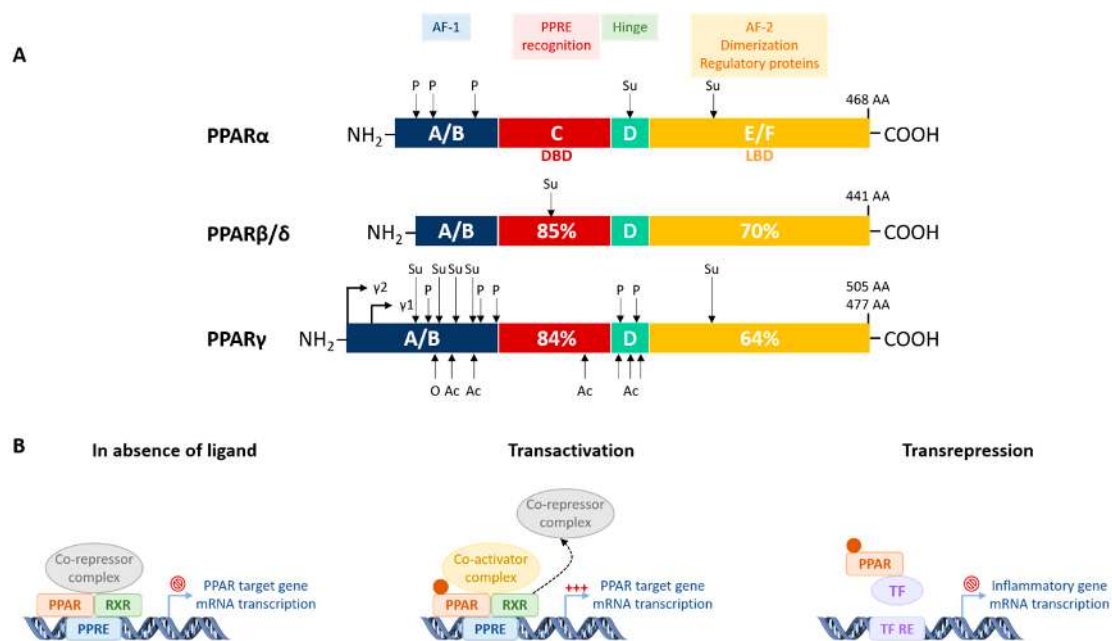 AF-1
PPRE
recognition
Hinge
AF-2
Dimerization
Regulatory proteins
A
P P P Su Su 468 AA
PPARα NH2 A/B C D E/F COOH
DBD LBD
Su 441 AA
PPARβ/δ NH2 A/B 85% D 70% COOH
Su Su Su Su Su
P P P P P
γ2 505 AA
γ1 477 AA
PPARγ NH2 A/B 84% D 64% COOH
O Ac Ac Ac Ac
B
In absence of ligand
Co-repressor
complex
PPAR RXR
PPRE
PPAR target gene
mRNA transcription
Transactivation
Co-repressor
complex
Co-activator
complex
+++
PPAR RXR
PPRE
PPAR target gene
mRNA transcription
Transrepression
PPAR
TF
TF RE
Inflammatory gene
mRNA transcription